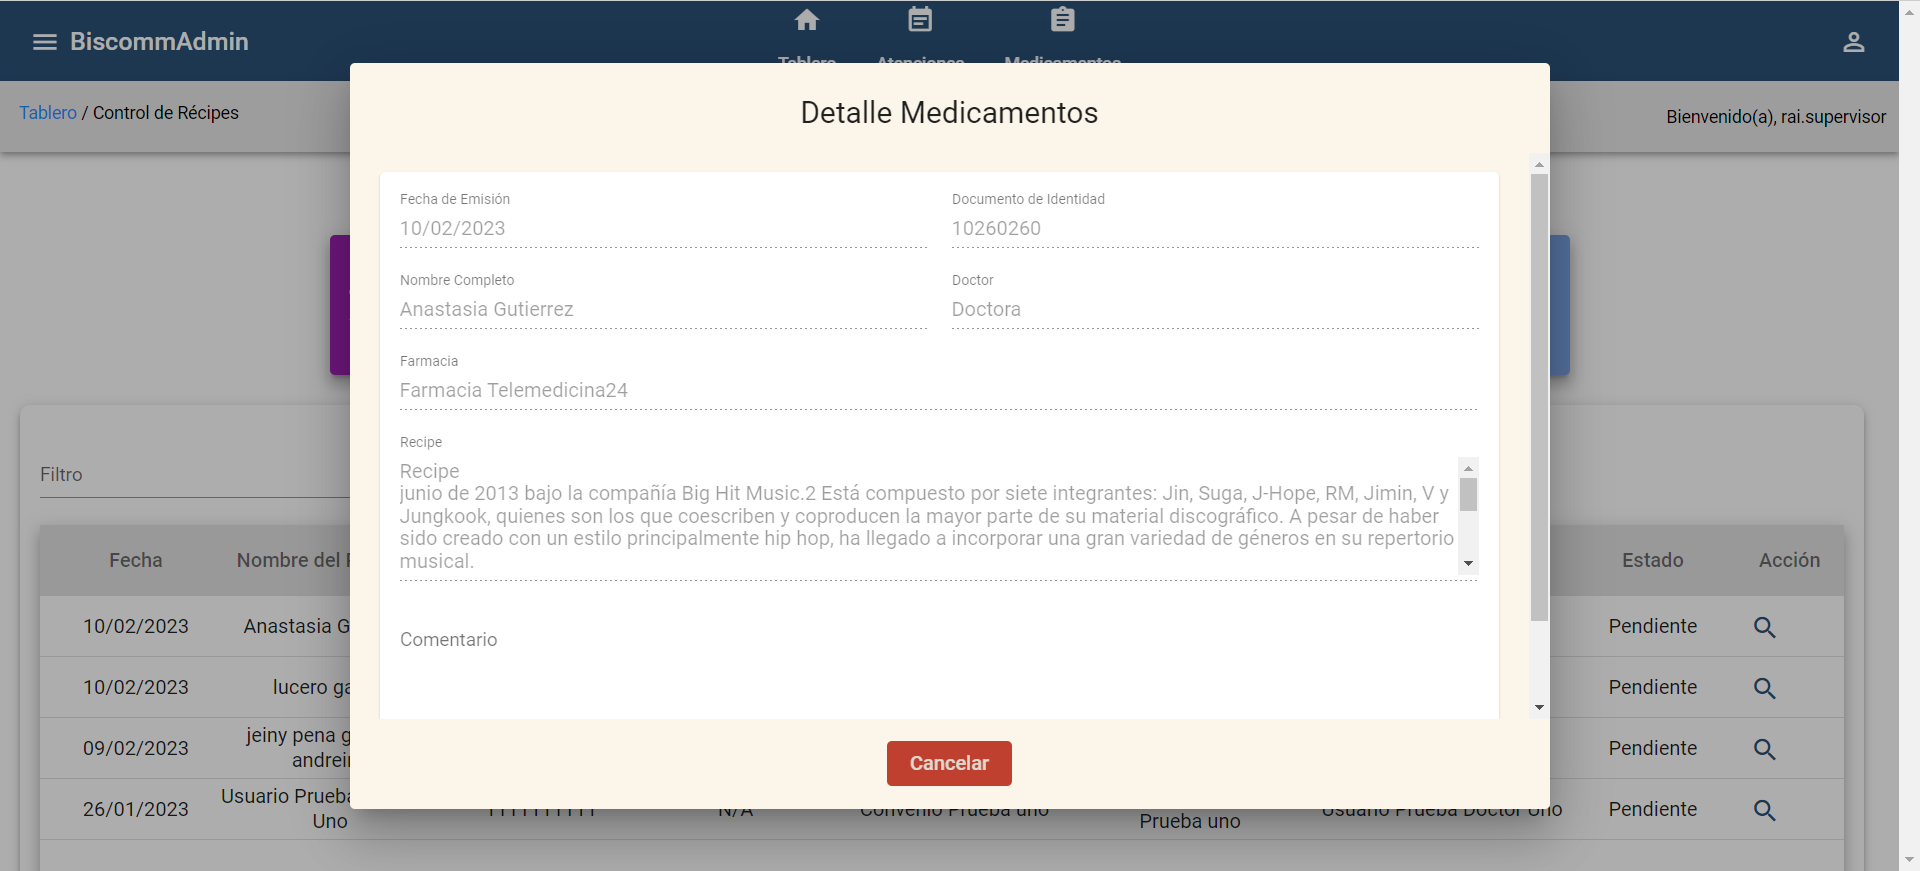 BiscommAdmin
Tablero
Atenciones
Medicamentos
Tablero / Control de Récipes
Bienvenido(a), rai.supervisor
Detalle Medicamentos
Fecha de Emisión
Documento de Identidad
10/02/2023
10260260
Nombre Completo
Doctor
Anastasia Gutierrez
Doctora
Farmacia
Farmacia Telemedicina24
Recipe
Recipe
junio de 2013 bajo la compañía Big Hit Music.2 Está compuesto por siete integrantes: Jin, Suga, J-Hope, RM, Jimin, V y
Jungkook, quienes son los que coescriben y coproducen la mayor parte de su material discográfico. A pesar de haber
sido creado con un estilo principalmente hip hop, ha llegado a incorporar una gran variedad de géneros en su repertorio
musical.
Comentario
Cancelar
Filtro
Fecha
Nombre del
Estado
Acción
10/02/2023
Anastasia G
Pendiente
10/02/2023
lucero ga
Pendiente
09/02/2023
jeiny pena g
andrei
Pendiente
26/01/2023
Usuario Prueba
Uno
1111111111
N/A
Convenio Prueba uno
Prueba uno
Usuario Prueba Doctor Uno
Pendiente